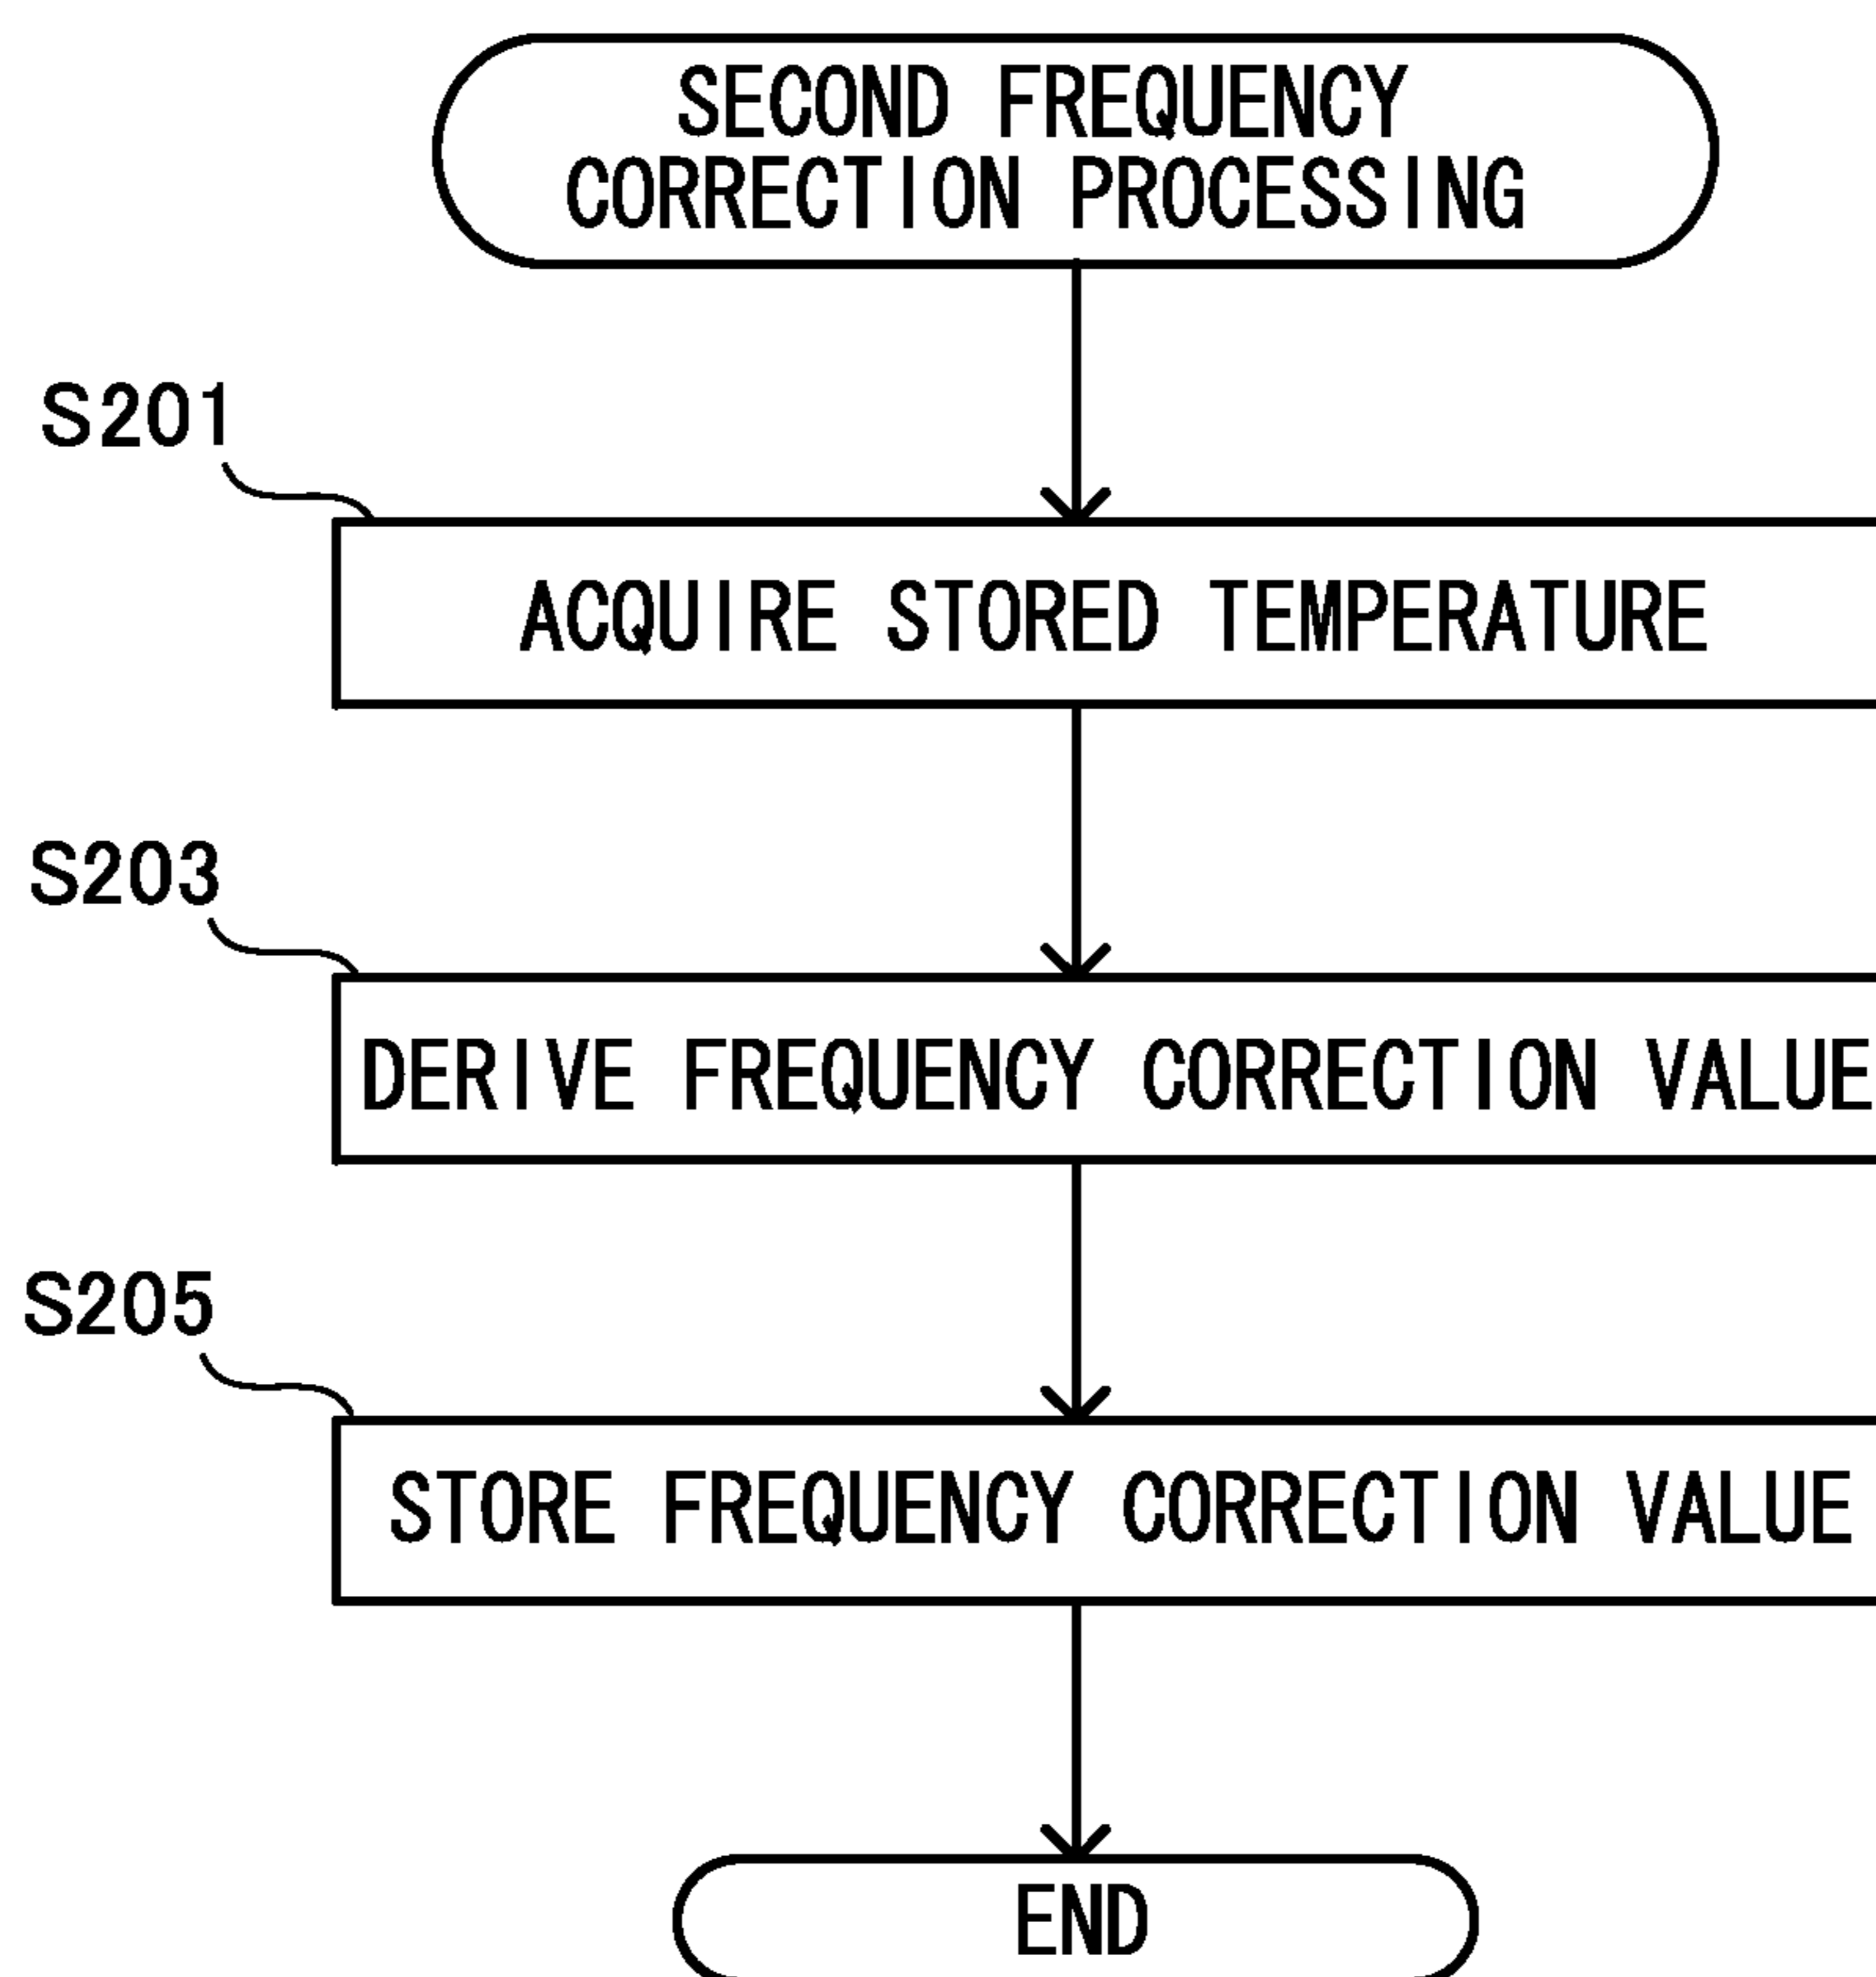 SECOND FREQUENCY
CORRECTION PROCESSING
S201
ACQUIRE STORED TEMPERATURE
S203
DERIVE FREQUENCY CORRECTION VALUE
S205
STORE FREQUENCY CORRECTION VALUE
END